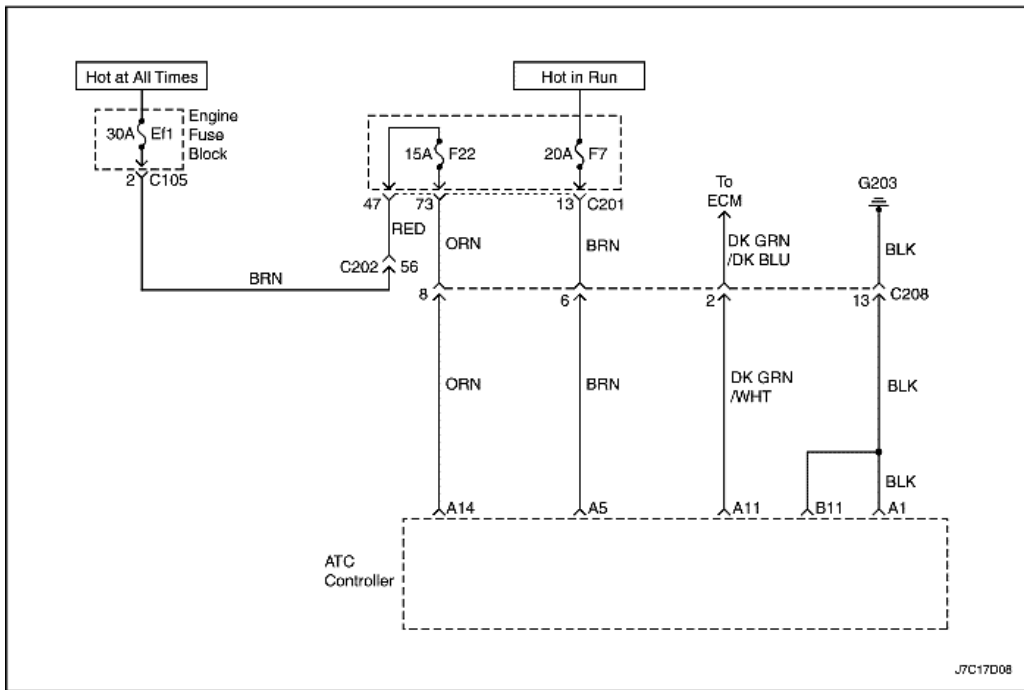 Hot at All Times
Hot in Run
30A Ef1
Engine
Fuse
Block
2 C105
15A F22
20A F7
47
73
13 C201
RED
ORN
BRN
To
ECM
DK GRN
/DK BLU
G203
BLK
C202 56
BRN
8
6
2
13 C208
ORN
BRN
DK GRN
/WHT
BLK
BLK
A14
A5
A11
B11
A1
ATC
Controller
J7C17D08